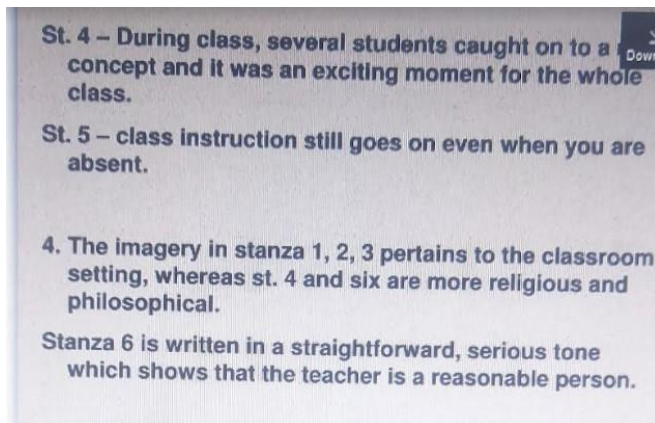 St. 4 – During class, several students caught on to a
concept and it was an exciting moment for the whole
class.
St. 5 – class instruction still goes on even when you are
absent.
4. The imagery in stanza 1, 2, 3 pertains to the classroom
setting, whereas st. 4 and six are more religious and
philosophical.
Stanza 6 is written in a straightforward, serious tone
which shows that the teacher is a reasonable person.